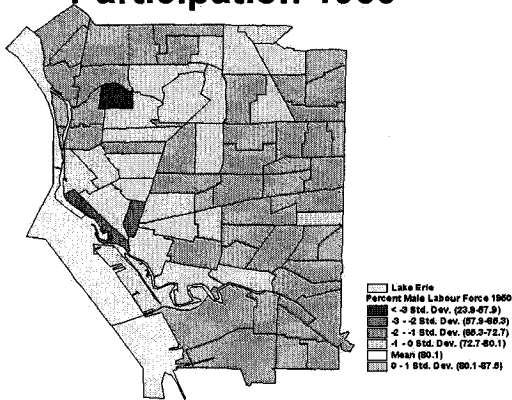 Participation 1950
Lake Erie
Percent Male Labour Force 1950
< -3 Std. Dev. (23.9-57.9)
-3 - -2 Std. Dev. (57.9-65.3)
-2 - -1 Std. Dev. (65.3-72.7)
-1 - 0 Std. Dev. (72.7-80.1)
Mean (80.1)
0 - 1 Std. Dev. (80.1-87.5)